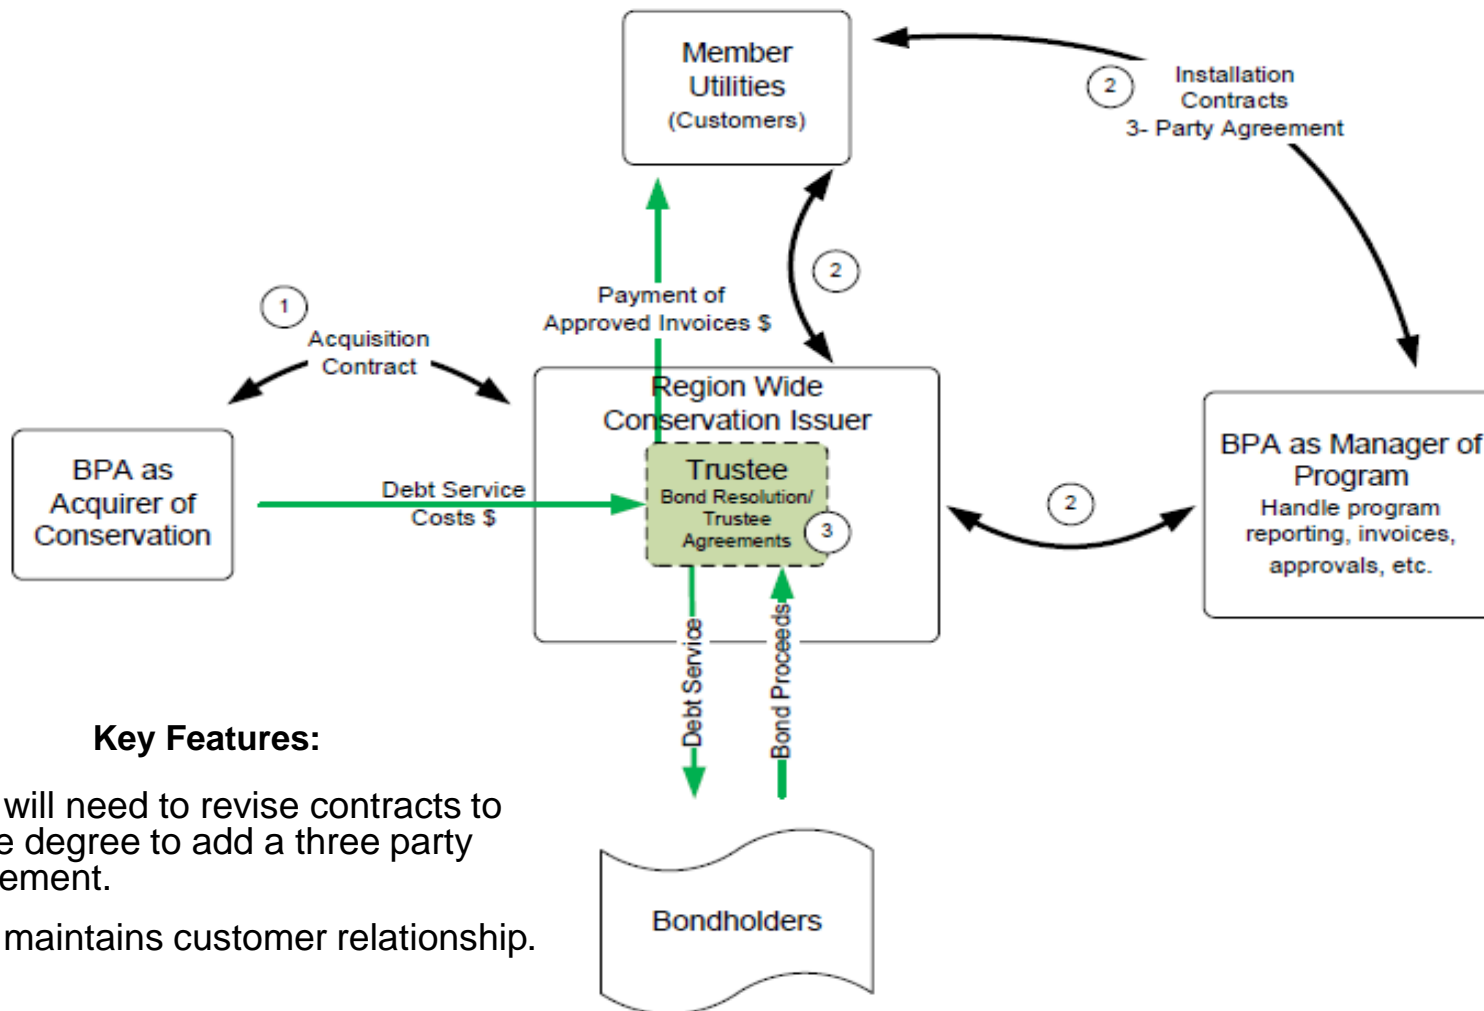 Member
Utilities
(Customers)
2
Installation
Contracts
3- Party Agreement
2
Payment of
Approved Invoices $
1
Acquisition
Contract
Region Wide
Conservation Issuer
BPA as
Acquirer of
Conservation
Debt Service
Costs $
Trustee
Bond Resolution/
Trustee
Agreements
3
2
BPA as Manager of
Program
Handle program
reporting, invoices,
approvals, etc.
Debt Service
Bond Proceeds
Key Features:
will need to revise contracts to
e degree to add a three party
ement.
maintains customer relationship.
Bondholders